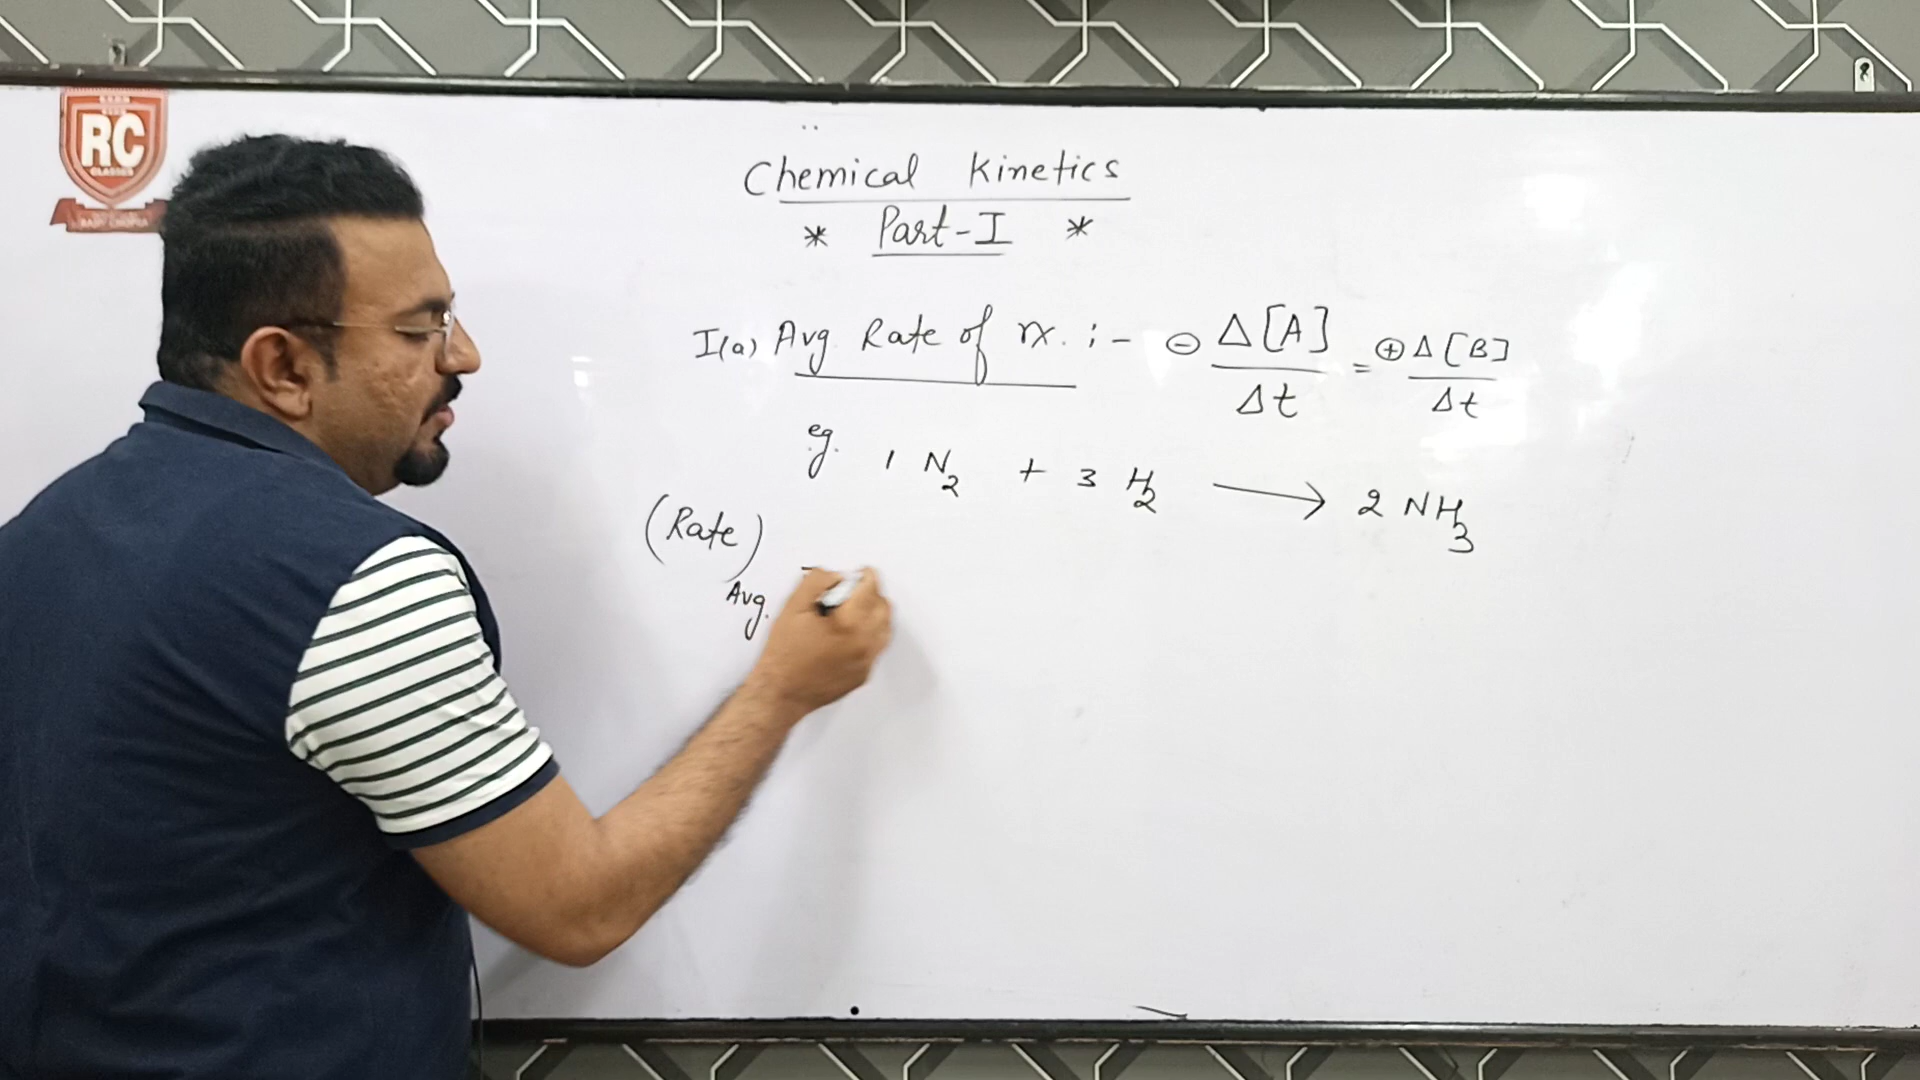 RC
CLASSES
Chemical Kinetics
* Part-I *
I(a) Avg Rate of rx. :- ⊖ Δ[A]/Δt = ⊕ Δ[B]/Δt
eg. 1 N₂ + 3 H₂ ⟶ 2 NH₃
(Rate)
Avg.